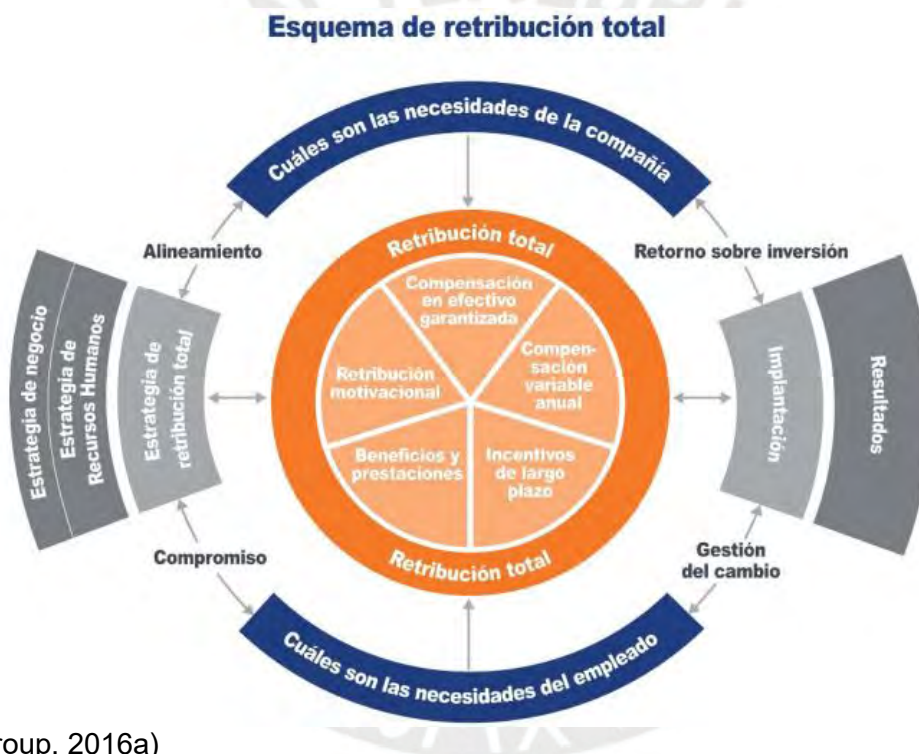 Esquema de retribución total
Cuáles son las necesidades de la compañía
Alineamiento
Retorno sobre inversión
Retribución total
Compensación
en efectivo
garantizada
Compen-
sación
variable
anual
Retribución
motivacional
Beneficios y
prestaciones
Incentivos
de largo
plazo
Retribución total
Estrategia de negocio
Estrategia de
Recursos Humanos
Estrategia de
retribución total
Implantación
Resultados
Compromiso
Gestión
del cambio
Cuáles son las necesidades del empleado
roup, 2016a)